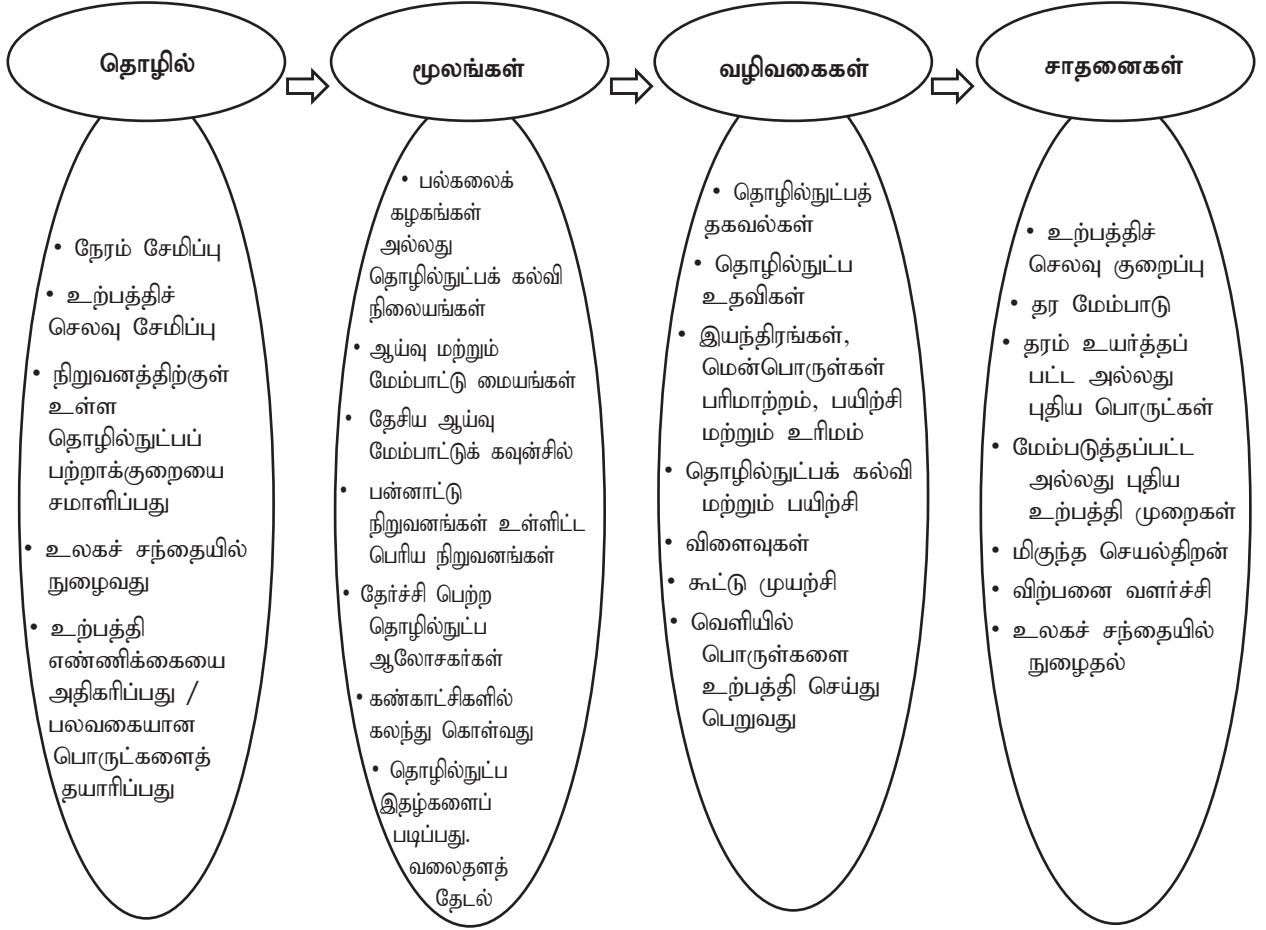 தொழில்
மூலங்கள்
வழிவகைகள்
சாதனைகள்
• நேரம் சேமிப்பு
• உற்பத்திச்
செலவு சேமிப்பு
• நிறுவனத்திற்குள்
உள்ள
தொழில்நுட்பப்
பற்றாக்குறையை
சமாளிப்பது
• உலகச் சந்தையில்
நுழைவது
• உற்பத்தி
எண்ணிக்கையை
அதிகரிப்பது /
பலவகையான
பொருட்களைத்
தயாரிப்பது
• பல்கலைக்
கழகங்கள்
அல்லது
தொழில்நுட்பக் கல்வி
நிலையங்கள்
• ஆய்வு மற்றும்
மேம்பாட்டு மையங்கள்
• தேசிய ஆய்வு
மேம்பாட்டுக் கவுன்சில்
• பன்னாட்டு
நிறுவனங்கள் உள்ளிட்ட
பெரிய நிறுவனங்கள்
• தேர்ச்சி பெற்ற
தொழில்நுட்ப
ஆலோசகர்கள்
• கண்காட்சிகளில்
கலந்து கொள்வது
• தொழில்நுட்ப
இதழ்களைப்
படிப்பது.
வலைதளத்
தேடல்
• தொழில்நுட்பத்
தகவல்கள்
• தொழில்நுட்ப
உதவிகள்
• இயந்திரங்கள்,
மென்பொருள்கள்
பரிமாற்றம், பயிற்சி
மற்றும் உரிமம்
• தொழில்நுட்பக் கல்வி
மற்றும் பயிற்சி
• விளைவுகள்
• கூட்டு முயற்சி
• வெளியில்
பொருள்களை
உற்பத்தி செய்து
பெறுவது
• உற்பத்திச்
செலவு குறைப்பு
• தர மேம்பாடு
• தரம் உயர்த்தப்
பட்ட அல்லது
புதிய பொருட்கள்
• மேம்படுத்தப்பட்ட
அல்லது புதிய
உற்பத்தி முறைகள்
• மிகுந்த செயல்திறன்
• விற்பனை வளர்ச்சி
• உலகச் சந்தையில்
நுழைதல்